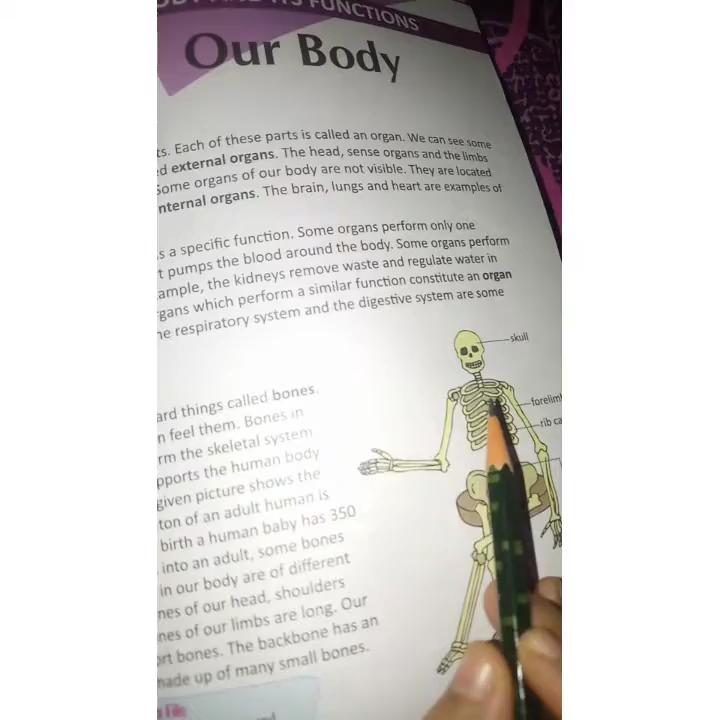 FUNCTIONS
Our Body
ts. Each of these parts is called an organ. We can see some
external organs. The head, sense organs and the limbs
Some organs of our body are not visible. They are located
nternal organs. The brain, lungs and heart are examples of
s a specific function. Some organs perform only one
t pumps the blood around the body. Some organs perform
ample, the kidneys remove waste and regulate water in
gans which perform a similar function constitute an organ
he respiratory system and the digestive system are some
skull
ard things called bones.
n feel them. Bones in
forelim
rm the skeletal system
rib ca
pports the human body
given picture shows the
ton of an adult human is
birth a human baby has 350
into an adult, some bones
in our body are of different
nes of our head, shoulders
nes of our limbs are long. Our
ort bones. The backbone has an
made up of many small bones.